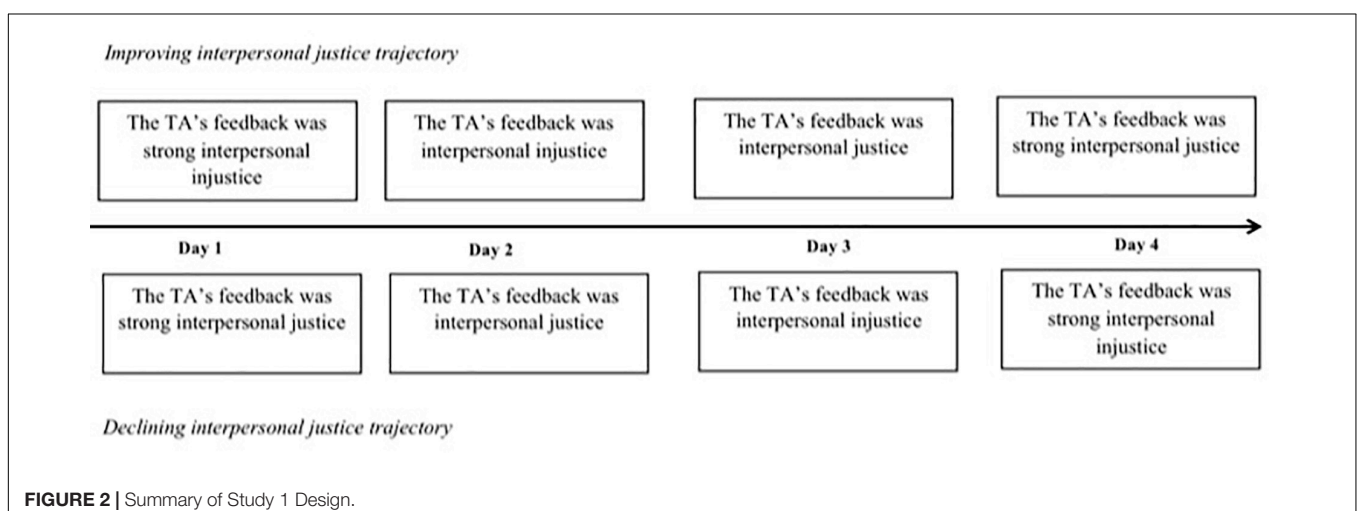 Improving interpersonal justice trajectory
The TA's feedback was
strong interpersonal
injustice
The TA's feedback was
interpersonal injustice
The TA's feedback was
interpersonal justice
The TA's feedback was
strong interpersonal justice
Day 1
Day 2
Day 3
Day 4
The TA's feedback was
strong interpersonal justice
The TA's feedback was
interpersonal justice
The TA's feedback was
interpersonal injustice
The TA's feedback was
strong interpersonal
injustice
Declining interpersonal justice trajectory
FIGURE 2 | Summary of Study 1 Design.